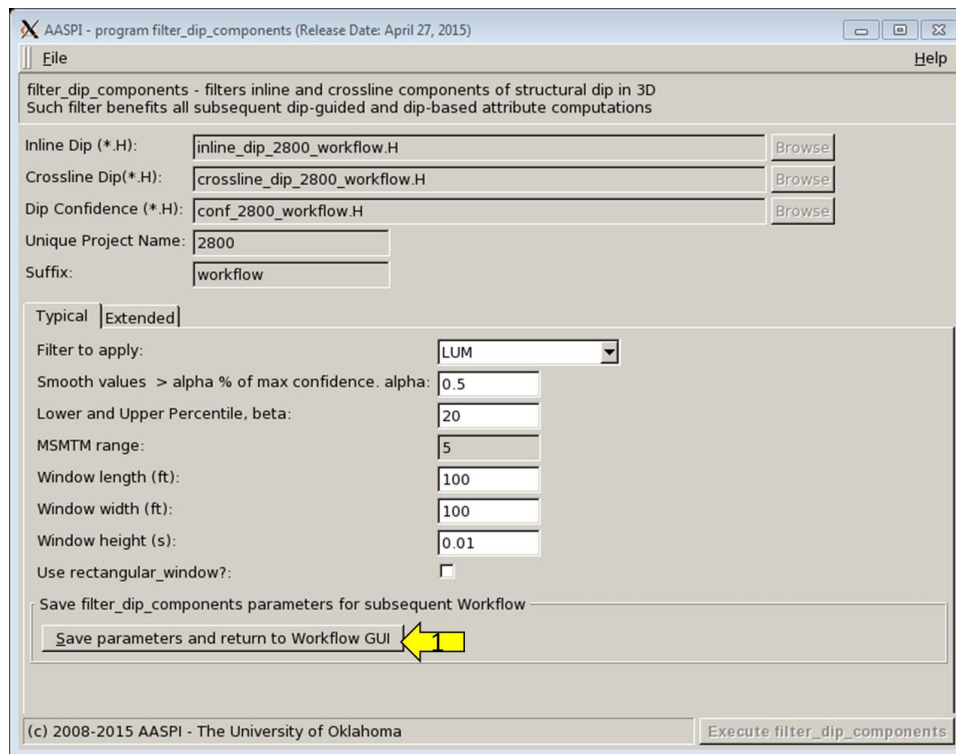 AASPI - program filter_dip_components (Release Date: April 27, 2015)
File Help
filter_dip_components - filters inline and crossline components of structural dip in 3D
Such filter benefits all subsequent dip-guided and dip-based attribute computations
Inline Dip (*.H): inline_dip_2800_workflow.H Browse
Crossline Dip(*.H): crossline_dip_2800_workflow.H Browse
Dip Confidence (*.H): conf_2800_workflow.H Browse
Unique Project Name: 2800
Suffix: workflow
Typical Extended
Filter to apply: LUM
Smooth values > alpha % of max confidence. alpha: 0.5
Lower and Upper Percentile, beta: 20
MSMTM range: 5
Window length (ft): 100
Window width (ft): 100
Window height (s): 0.01
Use rectangular_window?:
Save filter_dip_components parameters for subsequent Workflow
Save parameters and return to Workflow GUI 1
(c) 2008-2015 AASPI - The University of Oklahoma Execute filter_dip_components